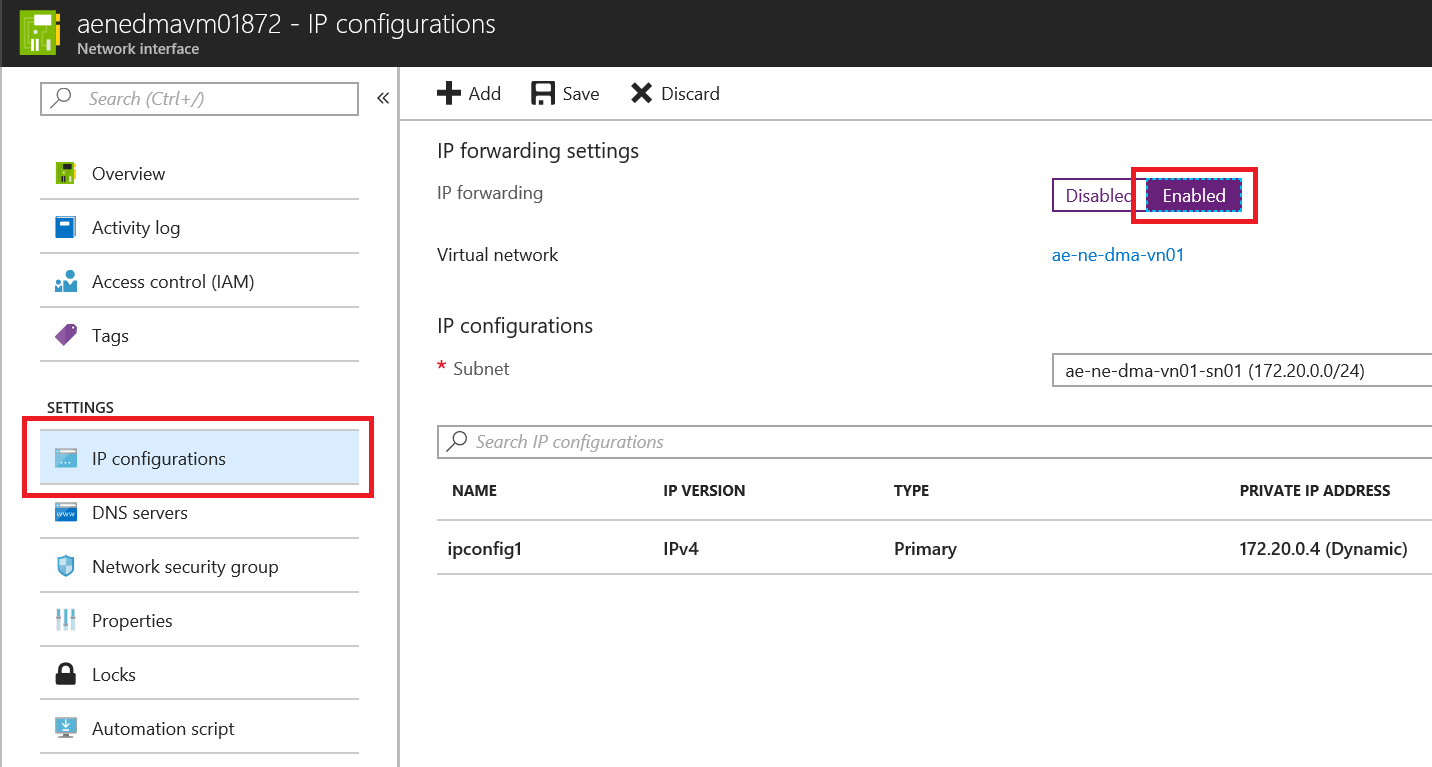 aenedmavm01872 - IP configurations
Network interface
Search (Ctrl+/)
Overview
Activity log
Access control (IAM)
Tags
SETTINGS
IP configurations
DNS servers
Network security group
Properties
Locks
Automation script
Add Save Discard
IP forwarding settings
IP forwarding Disabled Enabled
Virtual network ae-ne-dma-vn01
IP configurations
* Subnet ae-ne-dma-vn01-sn01 (172.20.0.0/24)
Search IP configurations
NAME IP VERSION TYPE PRIVATE IP ADDRESS
ipconfig1 IPv4 Primary 172.20.0.4 (Dynamic)